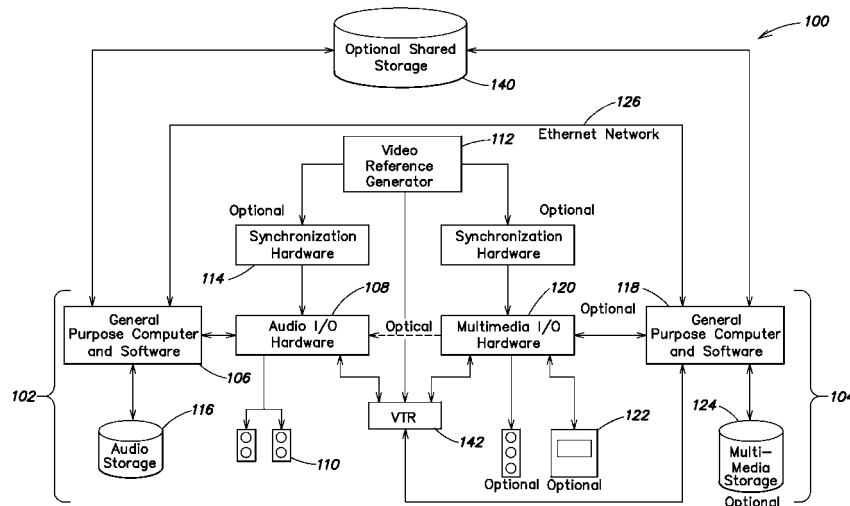 100
Optional Shared
Storage
140
126
Ethernet Network
112
Video
Reference
Generator
Optional
Optional
Synchronization
Hardware
Synchronization
Hardware
114
108
120
118
Optional
General
Purpose Computer
and Software
Audio I/O
Hardware
Optical
Multimedia I/O
Hardware
General
Purpose Computer
and Software
102
106
104
116
VTR
122
124
Audio
Storage
110
142
Multi-
Media
Storage
Optional
Optional
Optional